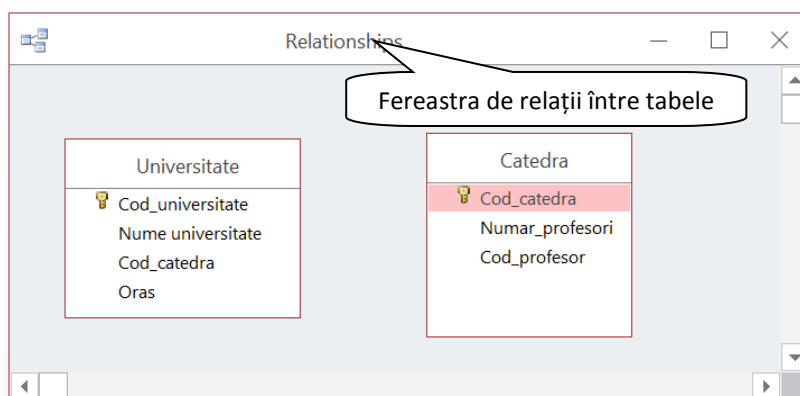 Relationships
Fereastra de relații între tabele
Universitate
Cod_universitate
Nume universitate
Cod_catedra
Oras
Catedra
Cod_catedra
Numar_profesori
Cod_profesor